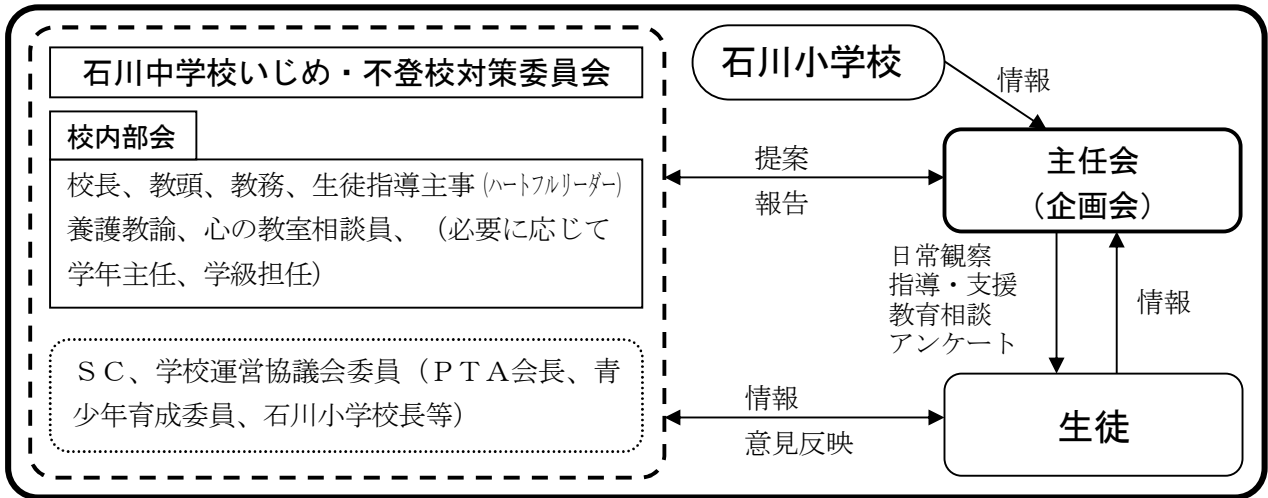 石川中学校いじめ・不登校対策委員会
校内部会
校長、教頭、教務、生徒指導主事(ﾊｰﾄﾌﾙﾘｰﾀﾞｰ)
養護教諭、心の教室相談員、（必要に応じて
学年主任、学級担任）
ＳＣ、学校運営協議会委員（ＰＴＡ会長、青
少年育成委員、石川小学校長等）
石川小学校
情報
提案
報告
主任会
（企画会）
日常観察
指導・支援
教育相談
アンケート
情報
情報
意見反映
生徒